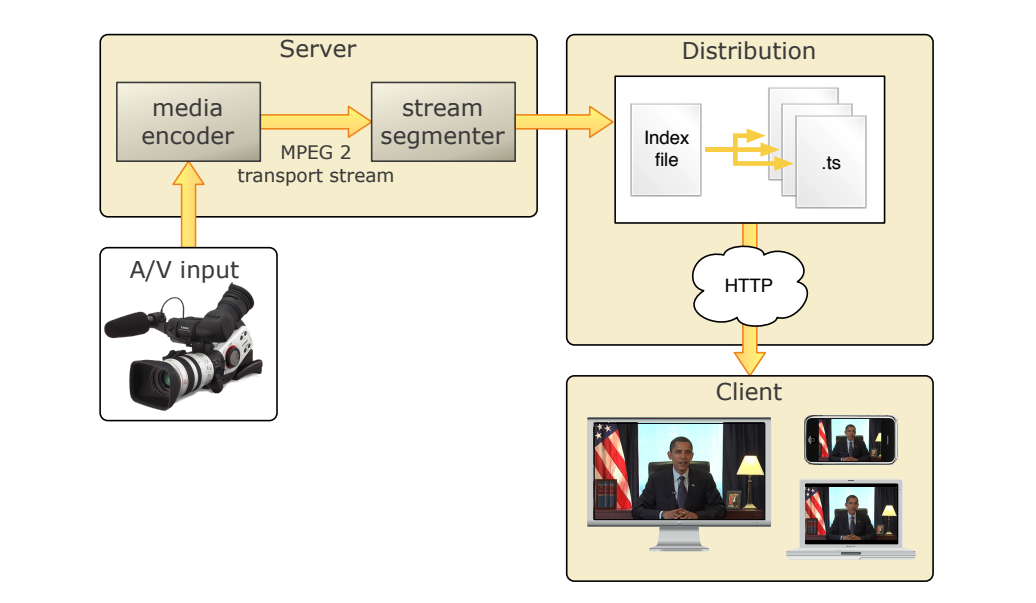 Server
media
encoder
stream
segmenter
MPEG 2
transport stream
A/V input
Distribution
Index
file
.ts
HTTP
Client